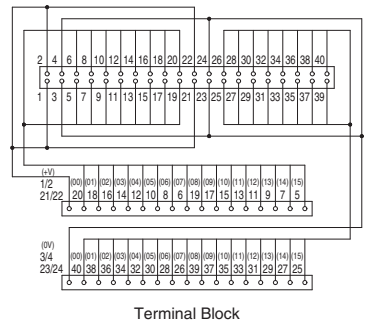 2 4 6 8 10 12 14 16 18 20 22 24 26 28 30 32 34 36 38 40
1 3 5 7 9 11 13 15 17 19 21 23 25 27 29 31 33 35 37 39
(+V)
1/2 (00) (01) (02) (03) (04) (05) (06) (07) (08) (09) (10) (11) (12) (13) (14) (15)
21/22 20 18 16 14 12 10 8 6 19 17 15 13 11 9 7 5
(0V)
3/4 (00) (01) (02) (03) (04) (05) (06) (07) (08) (09) (10) (11) (12) (13) (14) (15)
23/24 40 38 36 34 32 30 28 26 39 37 35 33 31 29 27 25
Terminal Block